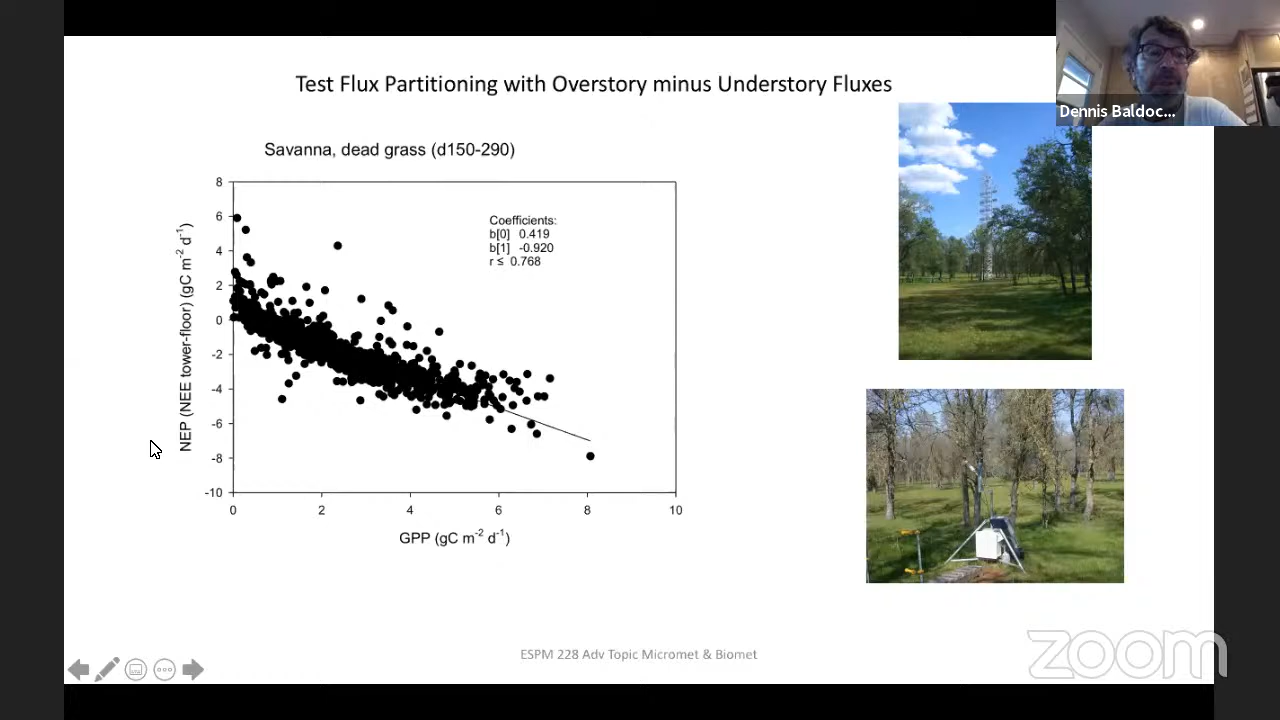 Test Flux Partitioning with Overstory minus Understory Fluxes
Dennis Baldoc...
Savanna, dead grass (d150-290)
8
6
4
2
0
-2
-4
-6
-8
-10
NEP (NEE tower-floor) (gC m-2 d-1)
Coefficients:
b[0] 0.419
b[1] -0.920
r ≤ 0.768
0 2 4 6 8 10
GPP (gC m-2 d-1)
ESPM 228 Adv Topic Micromet & Biomet
zoom